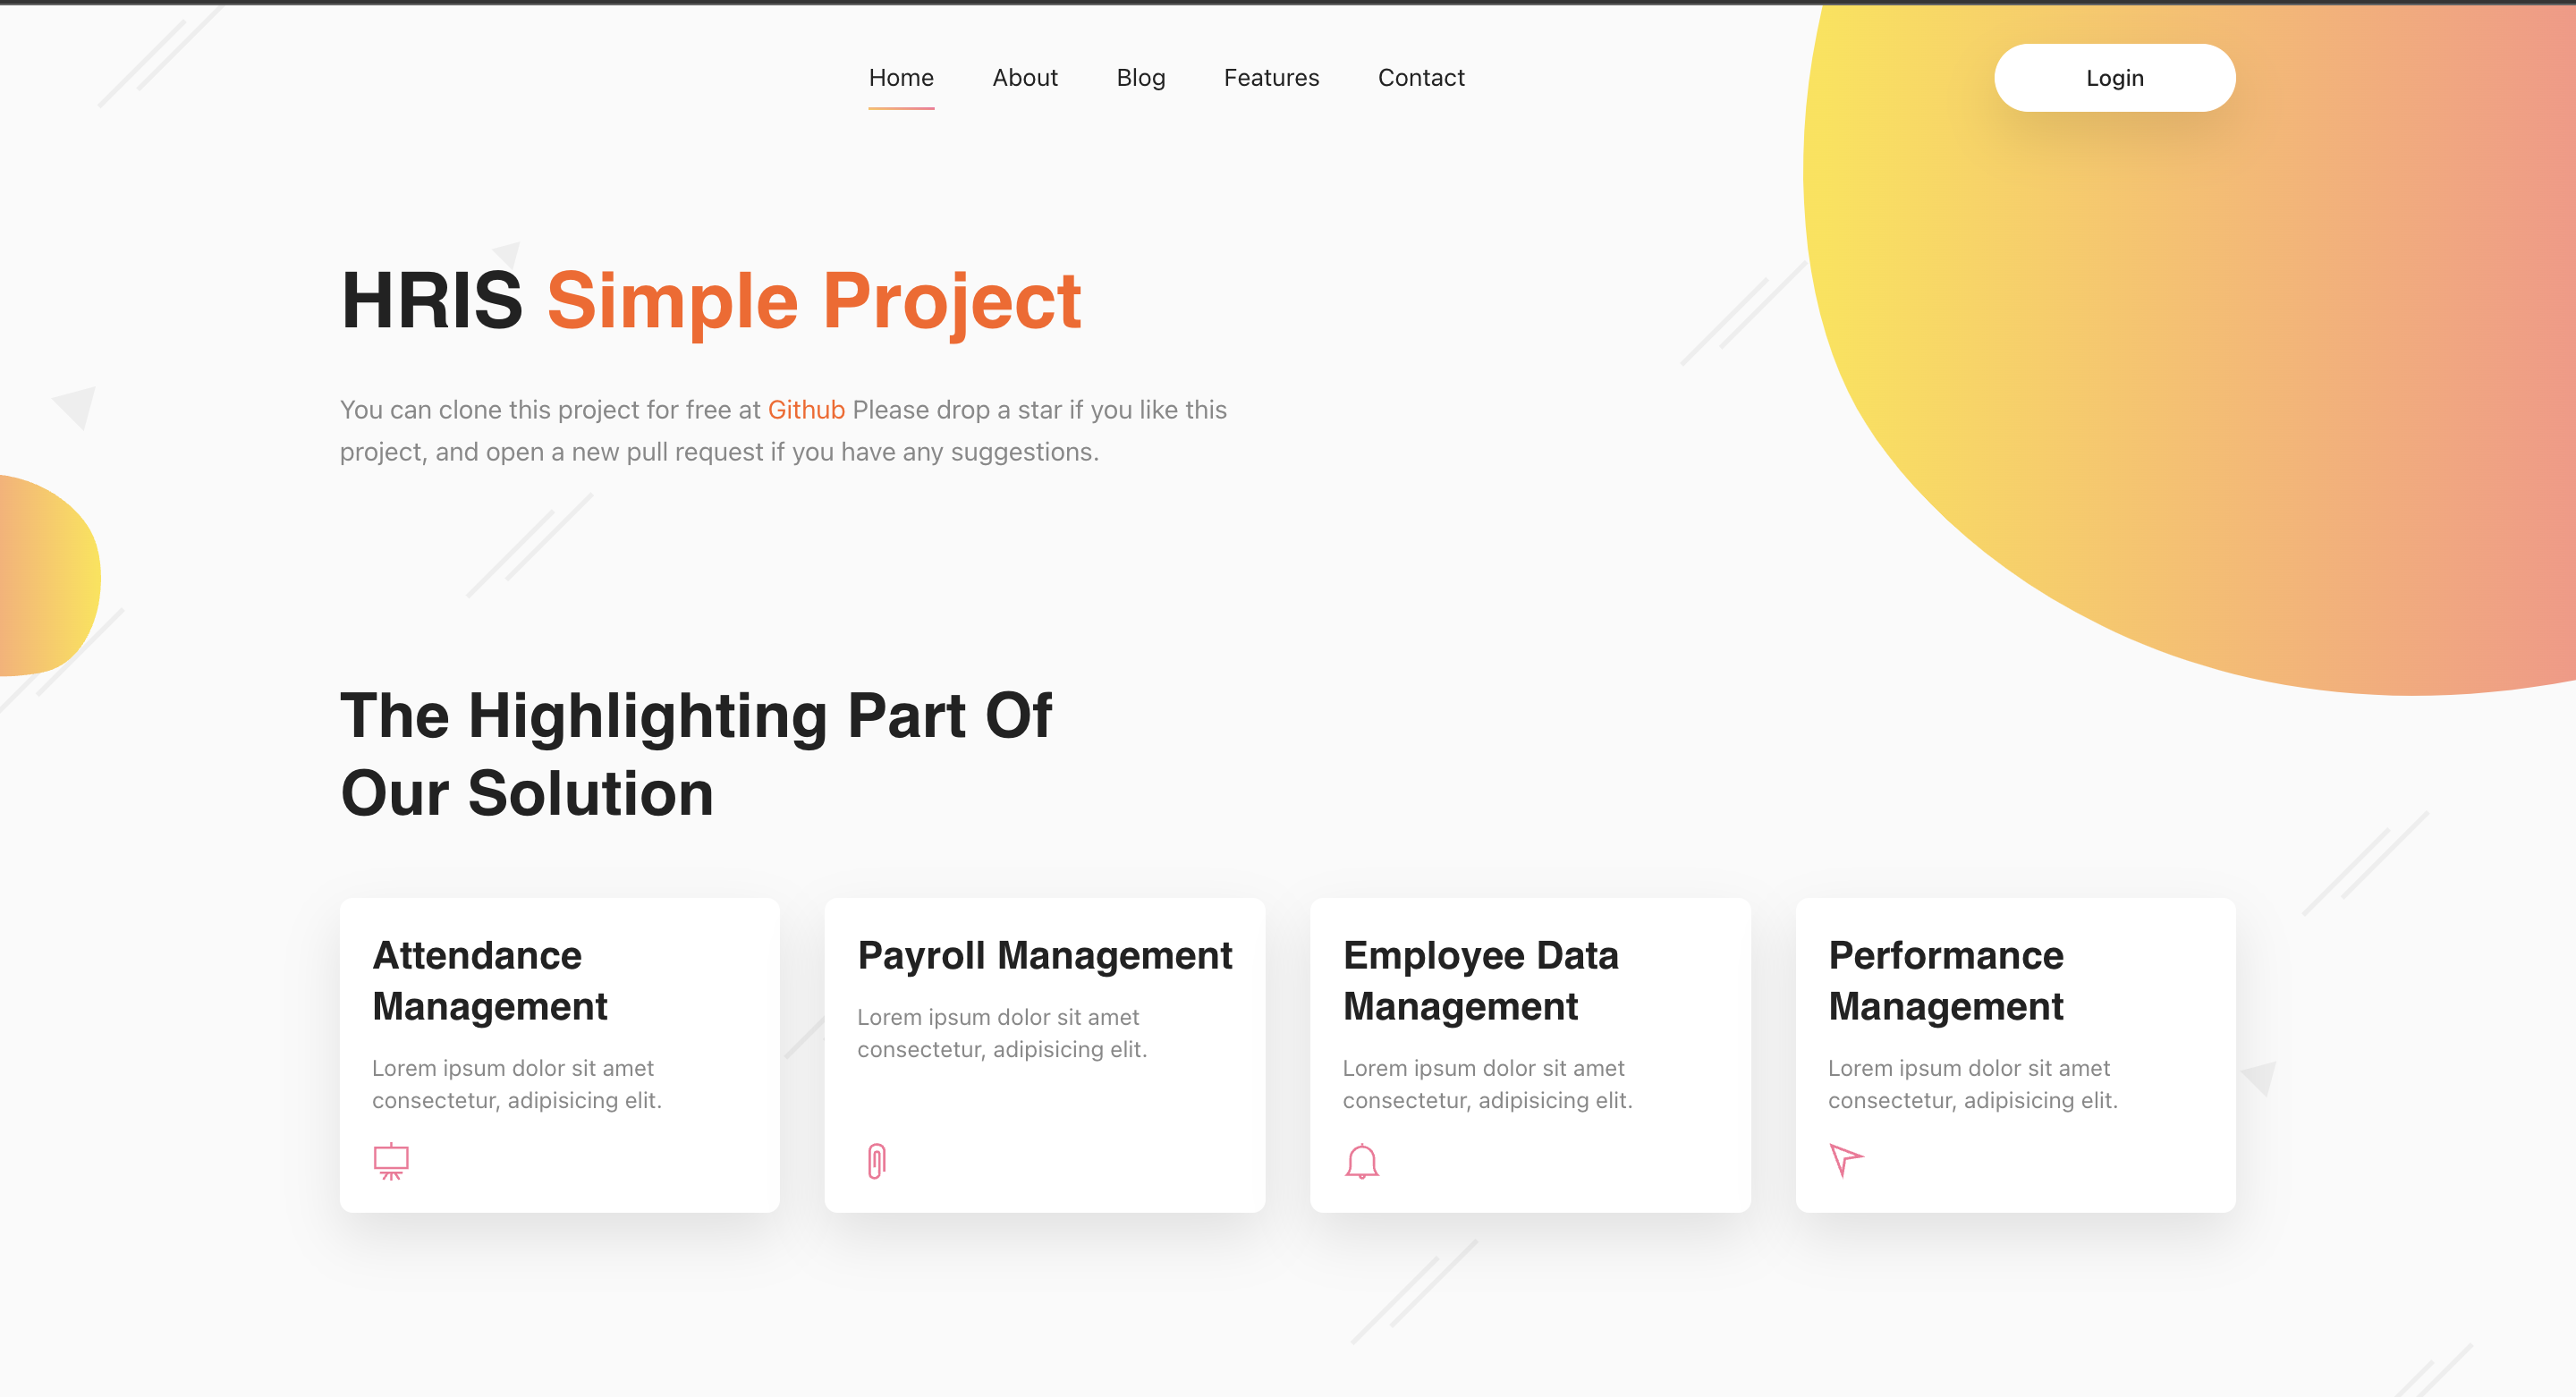 Home About Blog Features Contact Login
HRIS Simple Project
You can clone this project for free at Github Please drop a star if you like this
project, and open a new pull request if you have any suggestions.
The Highlighting Part Of
Our Solution
Attendance
Management
Lorem ipsum dolor sit amet
consectetur, adipisicing elit.
Payroll Management
Lorem ipsum dolor sit amet
consectetur, adipisicing elit.
Employee Data
Management
Lorem ipsum dolor sit amet
consectetur, adipisicing elit.
Performance
Management
Lorem ipsum dolor sit amet
consectetur, adipisicing elit.